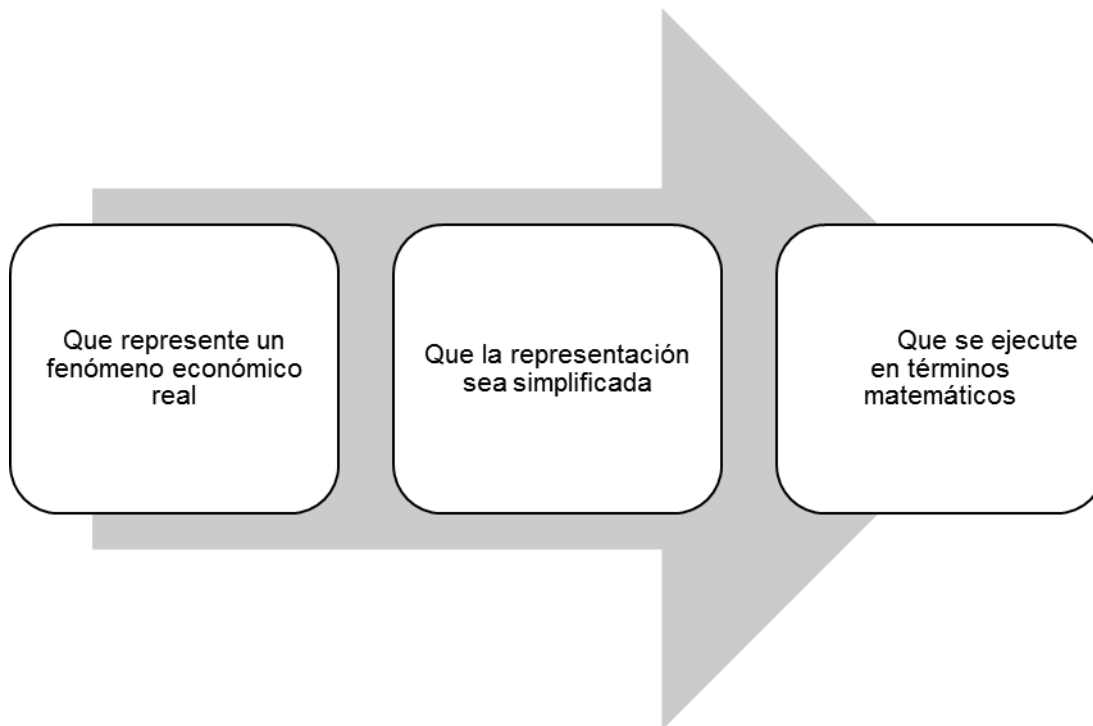 Que represente un
fenómeno económico
real
Que la representación
sea simplificada
Que se ejecute
en términos
matemáticos